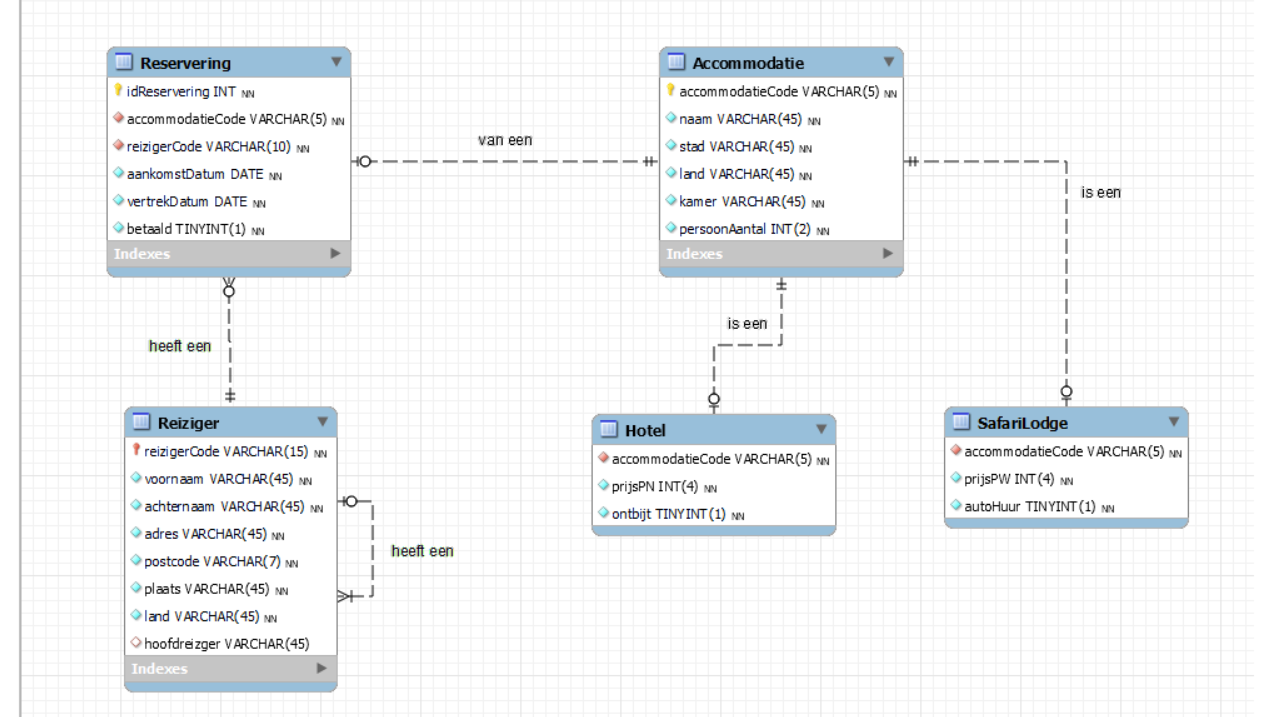 Reservering
idReservering INT NN
accommodatieCode VARCHAR(5) NN
reizigerCode VARCHAR(10) NN
aankomstDatum DATE NN
vertrekDatum DATE NN
betaald TINYINT(1) NN
Indexes
van een
Accommodatie
accommodatieCode VARCHAR(5) NN
naam VARCHAR(45) NN
stad VARCHAR(45) NN
land VARCHAR(45) NN
kamer VARCHAR(45) NN
persoonAantal INT(2) NN
Indexes
is een
is een
heeft een
Reiziger
reizigerCode VARCHAR(15) NN
voornaam VARCHAR(45) NN
achternaam VARCHAR(45) NN
adres VARCHAR(45) NN
postcode VARCHAR(7) NN
plaats VARCHAR(45) NN
land VARCHAR(45) NN
hoofdreizger VARCHAR(45)
Indexes
heeft een
Hotel
accommodatieCode VARCHAR(5) NN
prijsPN INT(4) NN
ontbijt TINYINT(1) NN
SafariLodge
accommodatieCode VARCHAR(5) NN
prijsPW INT(4) NN
autoHuur TINYINT(1) NN